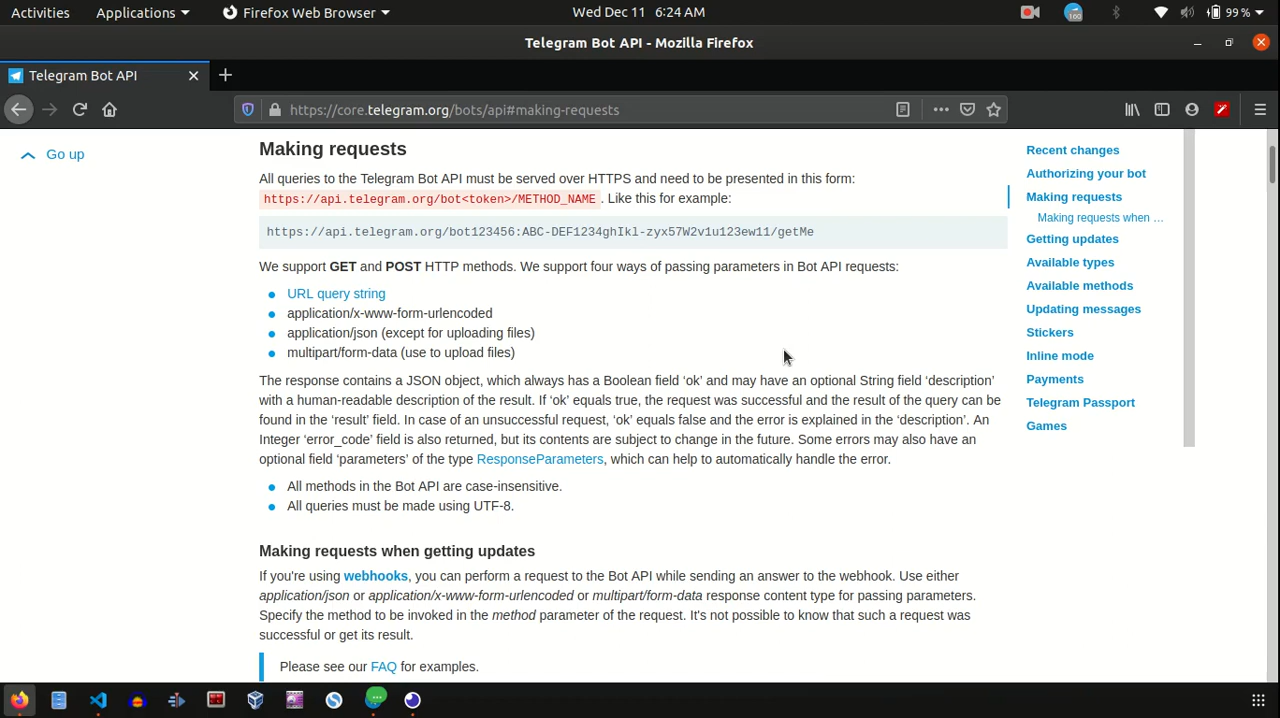 Activities Applications Firefox Web Browser Wed Dec 11 6:24 AM 99 %
Telegram Bot API - Mozilla Firefox
Telegram Bot API
https://core.telegram.org/bots/api#making-requests
Go up
Making requests
All queries to the Telegram Bot API must be served over HTTPS and need to be presented in this form:
https://api.telegram.org/bot<token>/METHOD_NAME . Like this for example:
https://api.telegram.org/bot123456:ABC-DEF1234ghIkl-zyx57W2v1u123ew11/getMe
We support GET and POST HTTP methods. We support four ways of passing parameters in Bot API requests:
URL query string
application/x-www-form-urlencoded
application/json (except for uploading files)
multipart/form-data (use to upload files)
The response contains a JSON object, which always has a Boolean field ‘ok’ and may have an optional String field ‘description’
with a human-readable description of the result. If ‘ok’ equals true, the request was successful and the result of the query can be
found in the ‘result’ field. In case of an unsuccessful request, ‘ok’ equals false and the error is explained in the ‘description’. An
Integer ‘error_code’ field is also returned, but its contents are subject to change in the future. Some errors may also have an
optional field ‘parameters’ of the type ResponseParameters, which can help to automatically handle the error.
All methods in the Bot API are case-insensitive.
All queries must be made using UTF-8.
Making requests when getting updates
If you're using webhooks, you can perform a request to the Bot API while sending an answer to the webhook. Use either
application/json or application/x-www-form-urlencoded or multipart/form-data response content type for passing parameters.
Specify the method to be invoked in the method parameter of the request. It's not possible to know that such a request was
successful or get its result.
Please see our FAQ for examples.
Recent changes
Authorizing your bot
Making requests
Making requests when …
Getting updates
Available types
Available methods
Updating messages
Stickers
Inline mode
Payments
Telegram Passport
Games